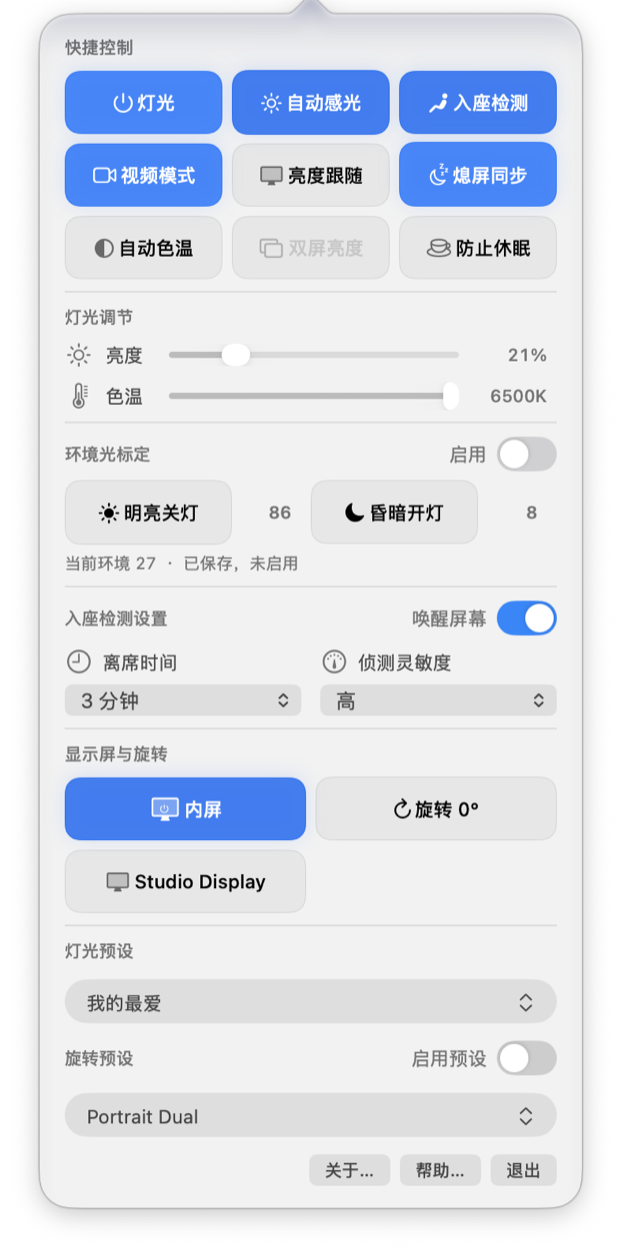 快捷控制
灯光 自动感光 入座检测
视频模式 亮度跟随 熄屏同步
自动色温 双屏亮度 防止休眠
灯光调节
亮度 21%
色温 6500K
环境光标定 启用
明亮关灯 86 昏暗开灯 8
当前环境 27 · 已保存，未启用
入座检测设置 唤醒屏幕
离席时间 侦测灵敏度
3 分钟 高
显示屏与旋转
内屏 旋转 0°
Studio Display
灯光预设
我的最爱
旋转预设 启用预设
Portrait Dual
关于... 帮助... 退出